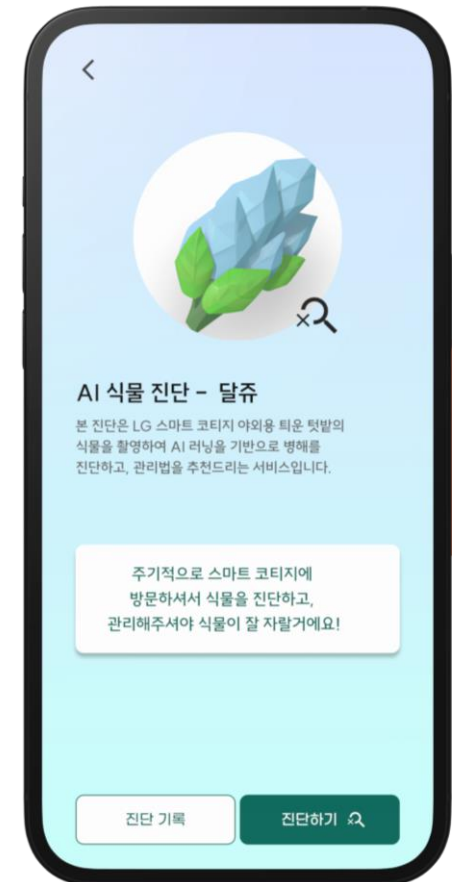 AI 식물 진단 - 달쥬
본 진단은 LG 스마트 코티지 야외용 틔운 텃밭의
식물을 촬영하여 AI 러닝을 기반으로 병해를
진단하고, 관리법을 추천드리는 서비스입니다.
주기적으로 스마트 코티지에
방문하셔서 식물을 진단하고,
관리해주셔야 식물이 잘 자랄거에요!
진단 기록
진단하기